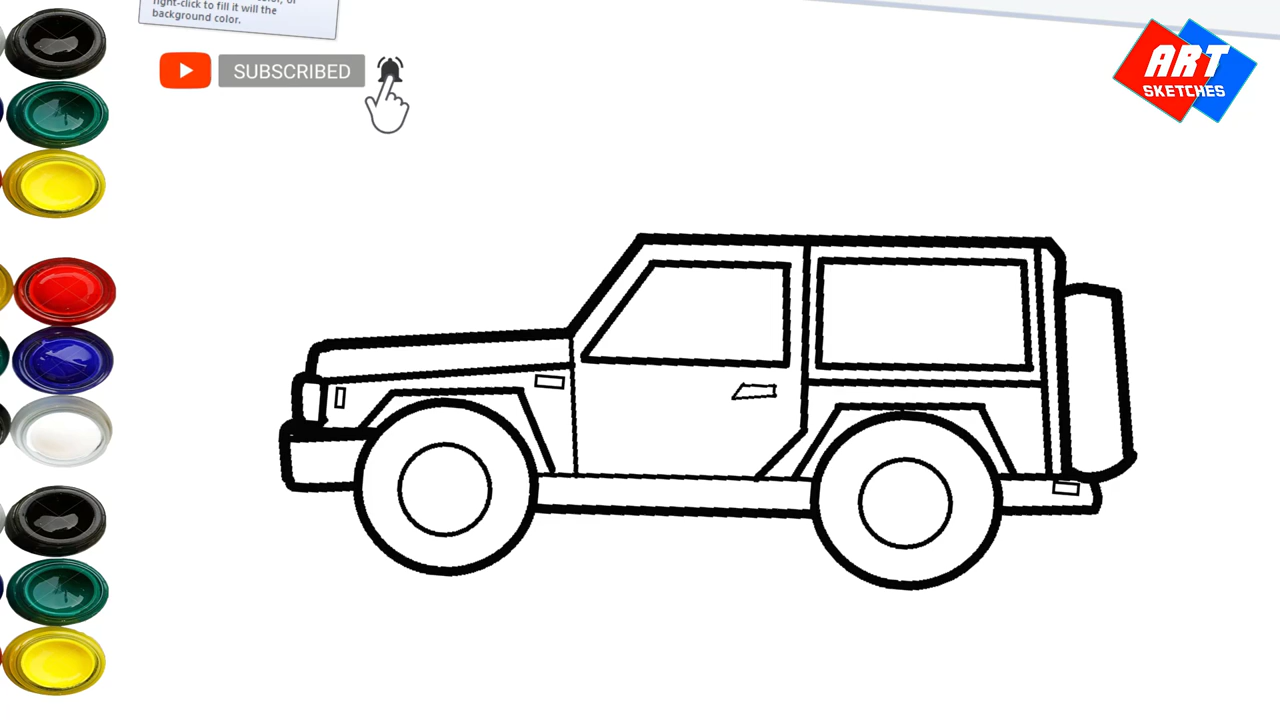 right-click to fill it will the
background color.
SUBSCRIBED
ART
SKETCHES